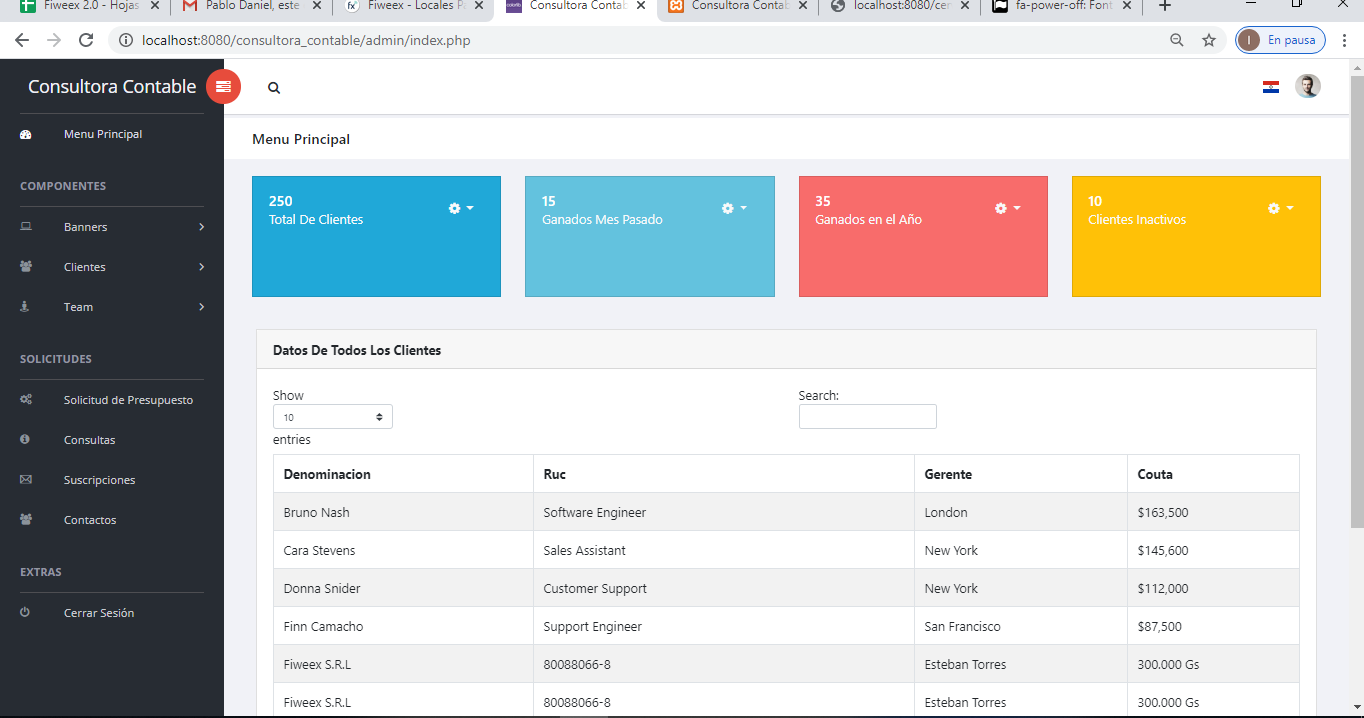 Fiweex 2.0 - Hojas
Pablo Daniel, este
Fiweex - Locales P
Consultora Contab
Consultora Contab
localhost:8080/cer
fa-power-off: Font
localhost:8080/consultora_contable/admin/index.php
I
En pausa
Consultora Contable
Menu Principal
COMPONENTES
Banners
Clientes
Team
SOLICITUDES
Solicitud de Presupuesto
Consultas
Suscripciones
Contactos
EXTRAS
Cerrar Sesión
Menu Principal
250
Total De Clientes
15
Ganados Mes Pasado
35
Ganados en el Año
10
Clientes Inactivos
Datos De Todos Los Clientes
Show
10
entries
Search:
Denominacion Ruc Gerente Couta
Bruno Nash Software Engineer London $163,500
Cara Stevens Sales Assistant New York $145,600
Donna Snider Customer Support New York $112,000
Finn Camacho Support Engineer San Francisco $87,500
Fiweex S.R.L 80088066-8 Esteban Torres 300.000 Gs
Fiweex S.R.L 80088066-8 Esteban Torres 300.000 Gs